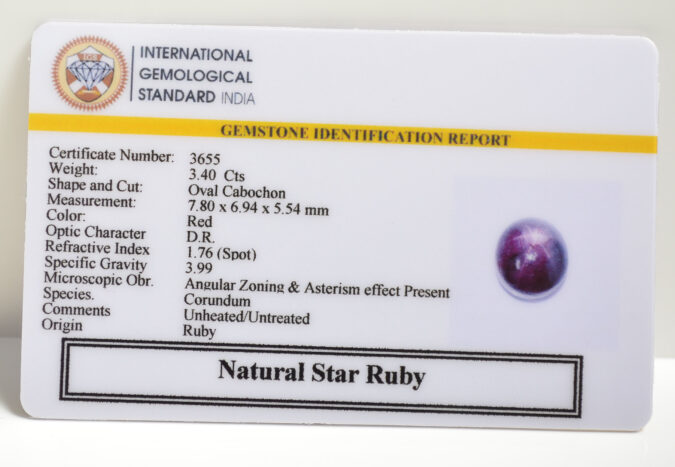 INTERNATIONAL
GEMOLOGICAL
STANDARD INDIA
GEMSTONE IDENTIFICATION REPORT
Certificate Number: 3655
Weight: 3.40 Cts
Shape and Cut: Oval Cabochon
Measurement: 7.80 x 6.94 x 5.54 mm
Color: Red
Optic Character D.R.
Refractive Index 1.76 (Spot)
Specific Gravity 3.99
Microscopic Obr. Angular Zoning & Asterism effect Present
Species. Corundum
Comments Unheated/Untreated
Origin Ruby
Natural Star Ruby